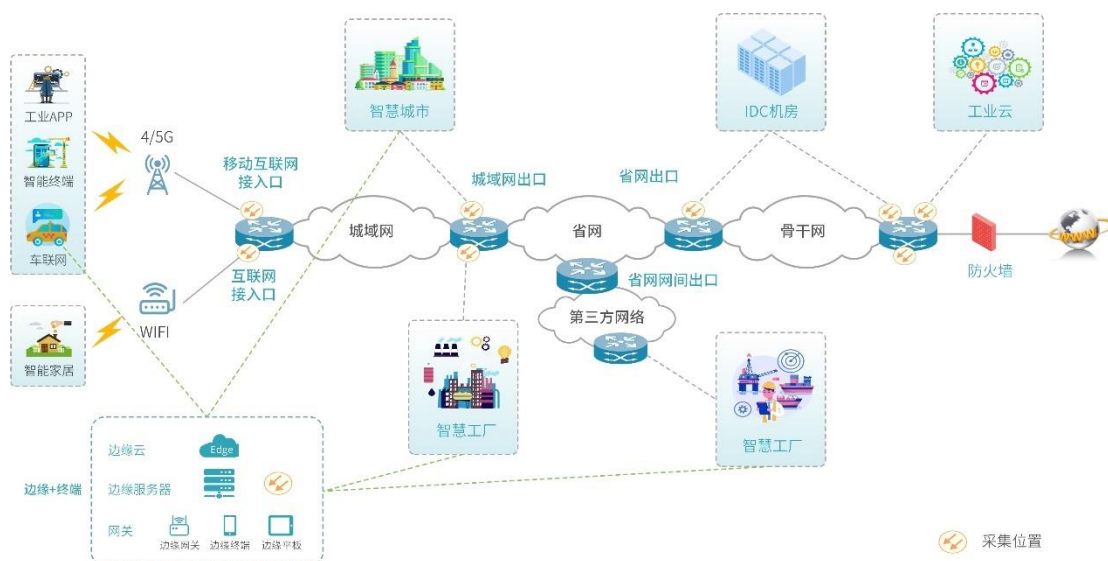 工业APP
智能终端
车联网
智能家居
4/5G
WIFI
移动互联网
接入口
互联网
接入口
城域网
智慧城市
城域网出口
智慧工厂
省网
省网出口
省网网间出口
第三方网络
智慧工厂
IDC机房
骨干网
工业云
防火墙
WWW
边缘+终端
边缘云
Edge
边缘服务器
网关
边缘网关
边缘终端
边缘平板
采集位置